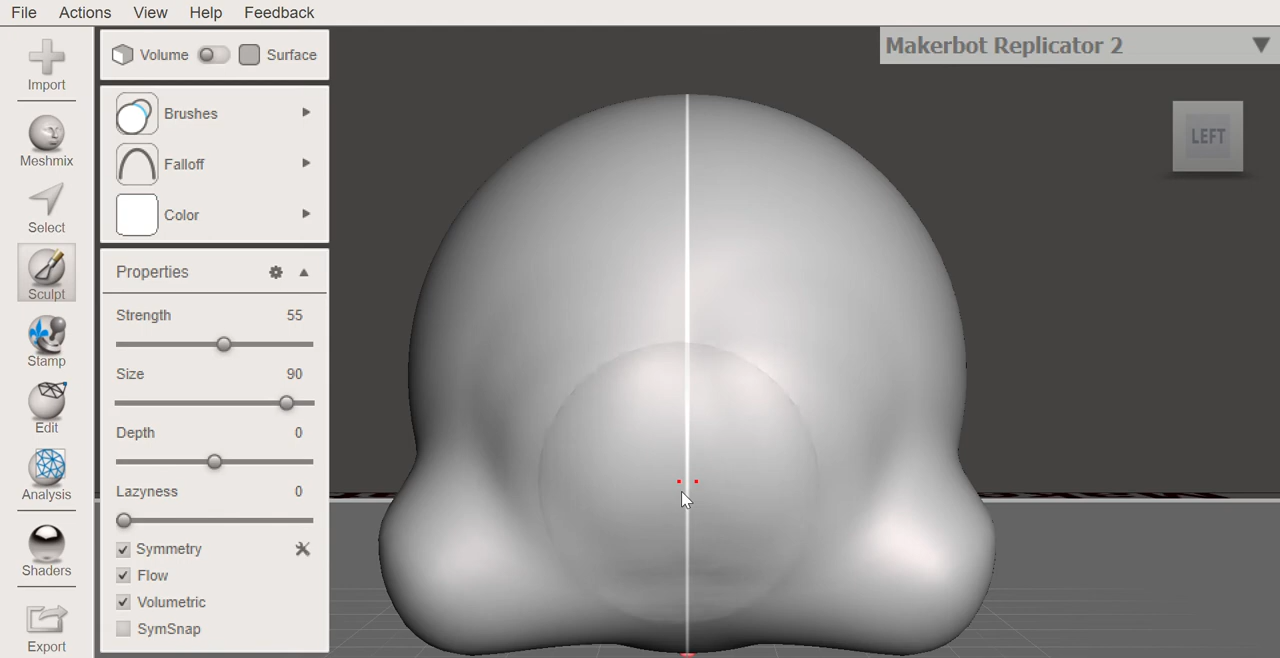 File Actions View Help Feedback
Import
Meshmix
Select
Sculpt
Stamp
Edit
Analysis
Shaders
Export
Volume Surface
Brushes
Falloff
Color
Properties
Strength 55
Size 90
Depth 0
Lazyness 0
Symmetry
Flow
Volumetric
SymSnap
Makerbot Replicator 2
LEFT